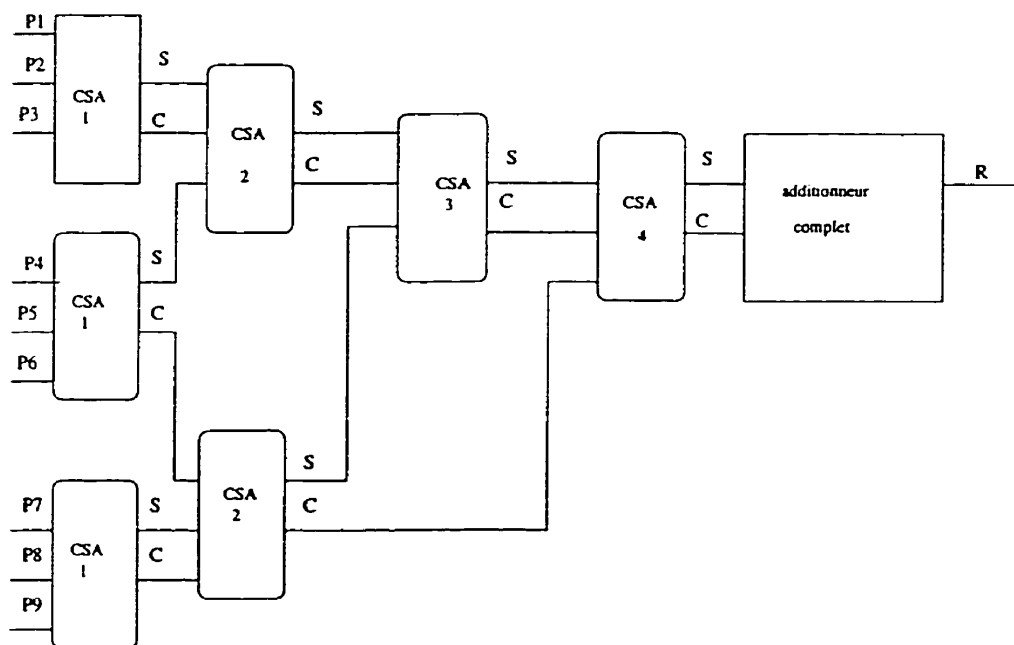 P1
P2
P3
CSA
1
S
C
CSA
2
S
C
CSA
3
S
C
CSA
4
S
C
additionneur
complet
R
P4
P5
P6
CSA
1
S
C
P7
P8
P9
CSA
1
S
C
CSA
2
S
C